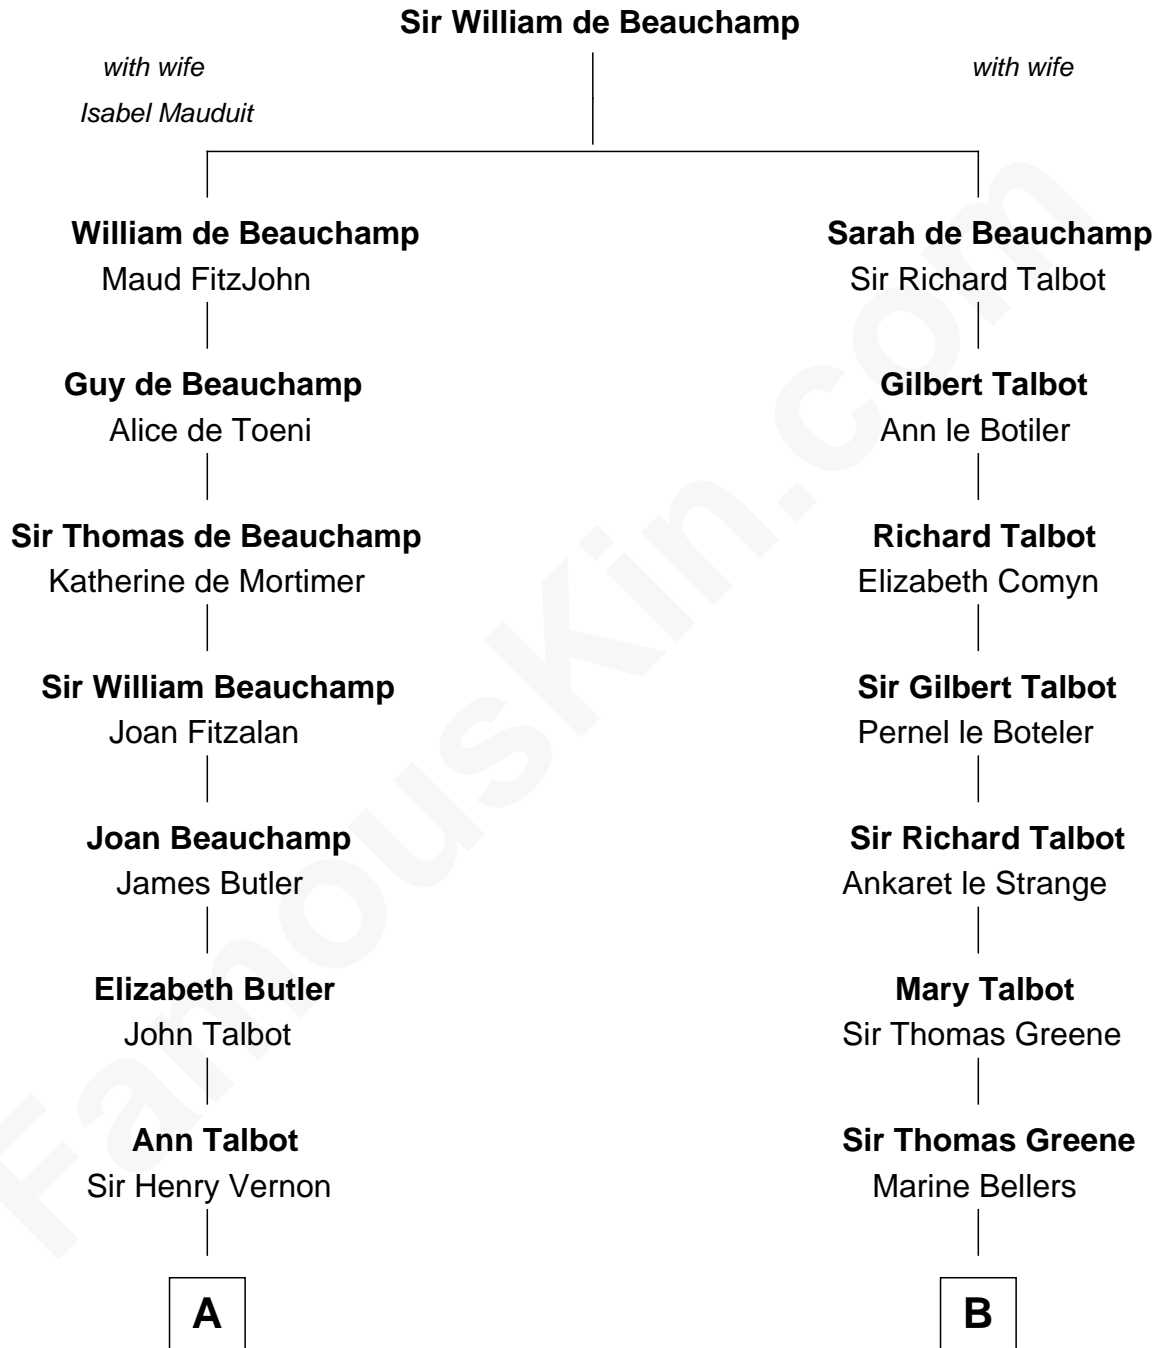 Sir William de Beauchamp
with wife
with wife
Isabel Mauduit
William de Beauchamp
Sarah de Beauchamp
Maud FitzJohn
Sir Richard Talbot
Guy de Beauchamp
Gilbert Talbot
Alice de Toeni
Ann le Botiler
Sir Thomas de Beauchamp
Richard Talbot
Katherine de Mortimer
Elizabeth Comyn
Sir William Beauchamp
Sir Gilbert Talbot
Joan Fitzalan
Pernel le Boteler
Joan Beauchamp
Sir Richard Talbot
James Butler
Ankaret le Strange
Elizabeth Butler
Mary Talbot
John Talbot
Sir Thomas Greene
Ann Talbot
Sir Thomas Greene
Sir Henry Vernon
Marine Bellers
A
B
FamousKin.com